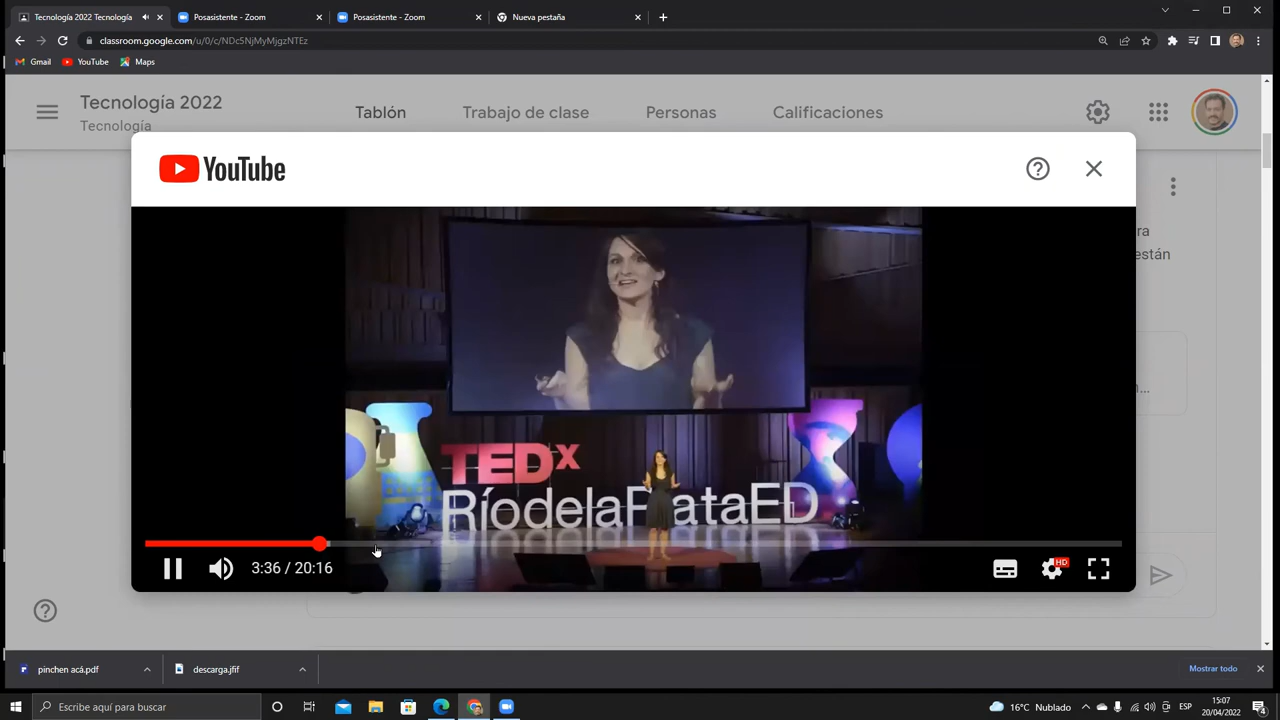 Tecnología 2022 Tecnología
Posasistente - Zoom
Posasistente - Zoom
Nueva pestaña
classroom.google.com/u/0/c/NDc5NjMyMjgzNTEz
Gmail
YouTube
Maps
Tecnología 2022
Tecnología
Tablón
Trabajo de clase
Personas
Calificaciones
YouTube
ra
están
TEDx
RíodelaPlataED
3:36 / 20:16
HD
pinchen acá.pdf
descarga.jfif
Mostrar todo
Escribe aquí para buscar
16°C Nublado
ESP
15:07
20/04/2022